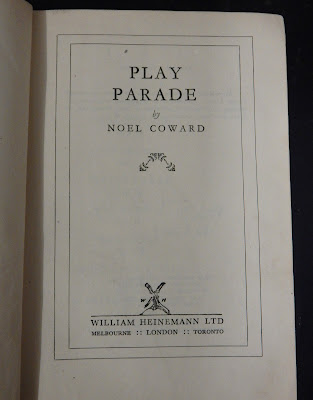 PLAY
PARADE
by
NOEL COWARD
WILLIAM HEINEMANN LTD
MELBOURNE :: LONDON :: TORONTO